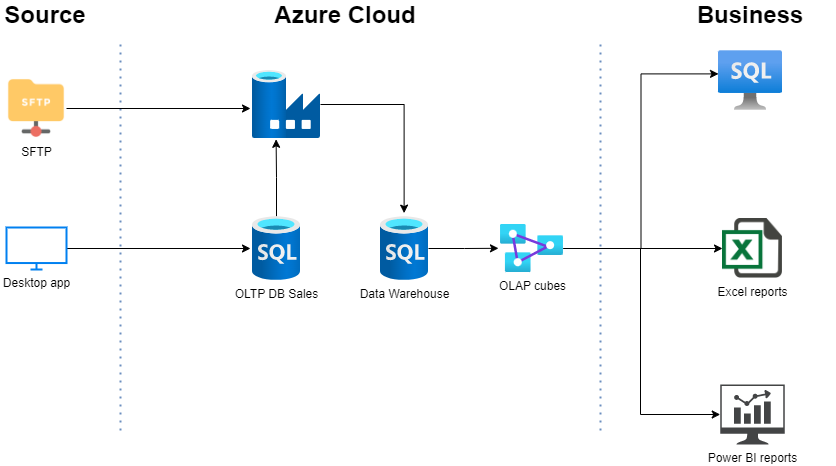 Source
Azure Cloud
Business
SQL
SFTP
SFTP
SQL
SQL
Desktop app
OLTP DB Sales
Data Warehouse
OLAP cubes
X
Excel reports
Power BI reports